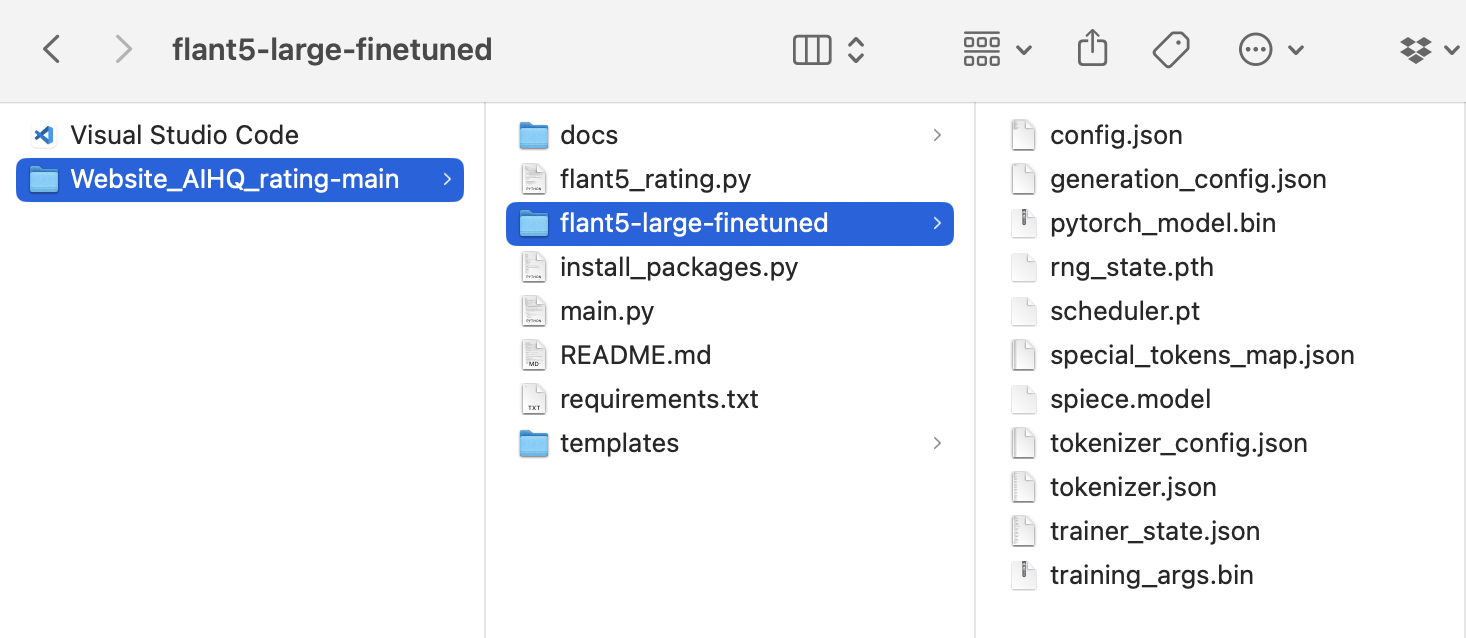 flant5-large-finetuned
Visual Studio Code
Website_AIHQ_rating-main
docs
flant5_rating.py
flant5-large-finetuned
install_packages.py
main.py
README.md
requirements.txt
templates
config.json
generation_config.json
pytorch_model.bin
rng_state.pth
scheduler.pt
special_tokens_map.json
spiece.model
tokenizer_config.json
tokenizer.json
trainer_state.json
training_args.bin